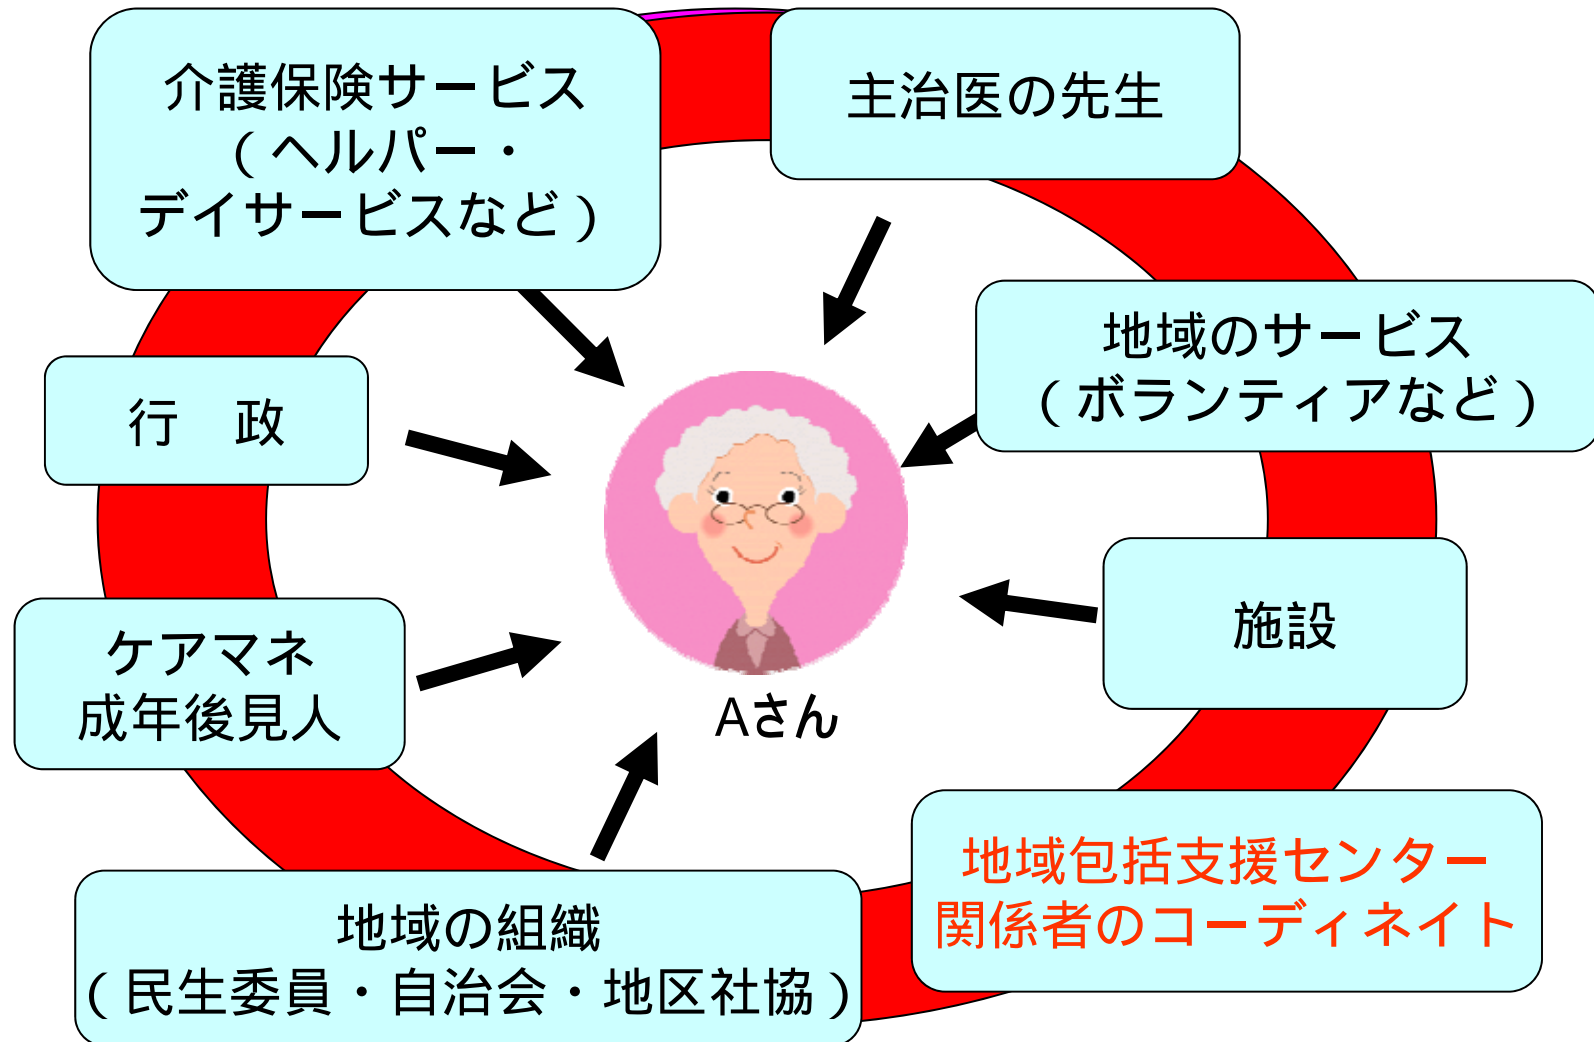 介護保険サービス
（ヘルパー・
デイサービスなど）
主治医の先生
地域のサービス
（ボランティアなど）
行　政
施設
ケアマネ
成年後見人
Aさん
地域包括支援センター
関係者のコーディネイト
地域の組織
（民生委員・自治会・地区社協）